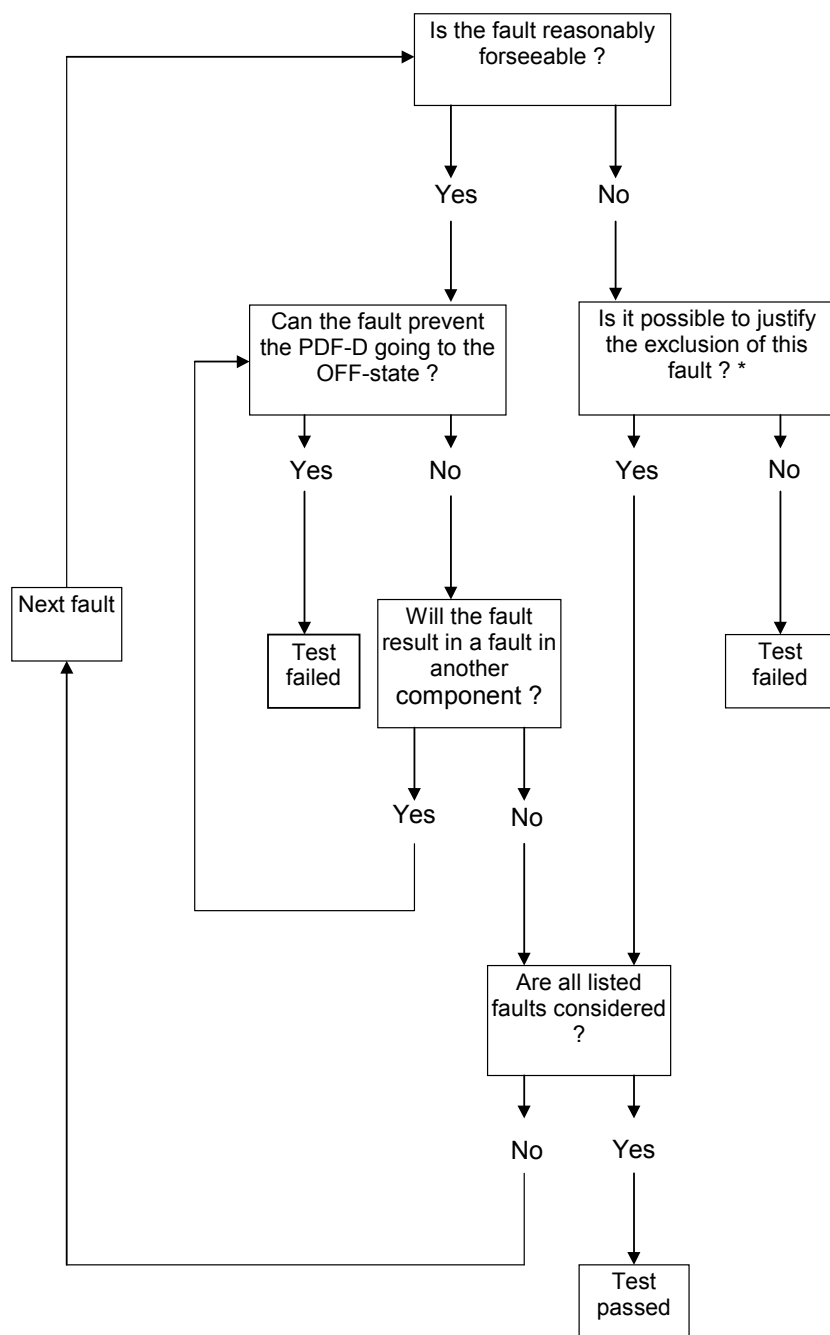 Is the fault reasonably
forseeable ?
Yes
No
Can the fault prevent
the PDF-D going to the
OFF-state ?
Is it possible to justify
the exclusion of this
fault ? *
Yes
No
Yes
No
Next fault
Will the fault
result in a fault in
another
component ?
Test
failed
Test
failed
Yes
No
Are all listed
faults considered
?
No
Yes
Test
passed